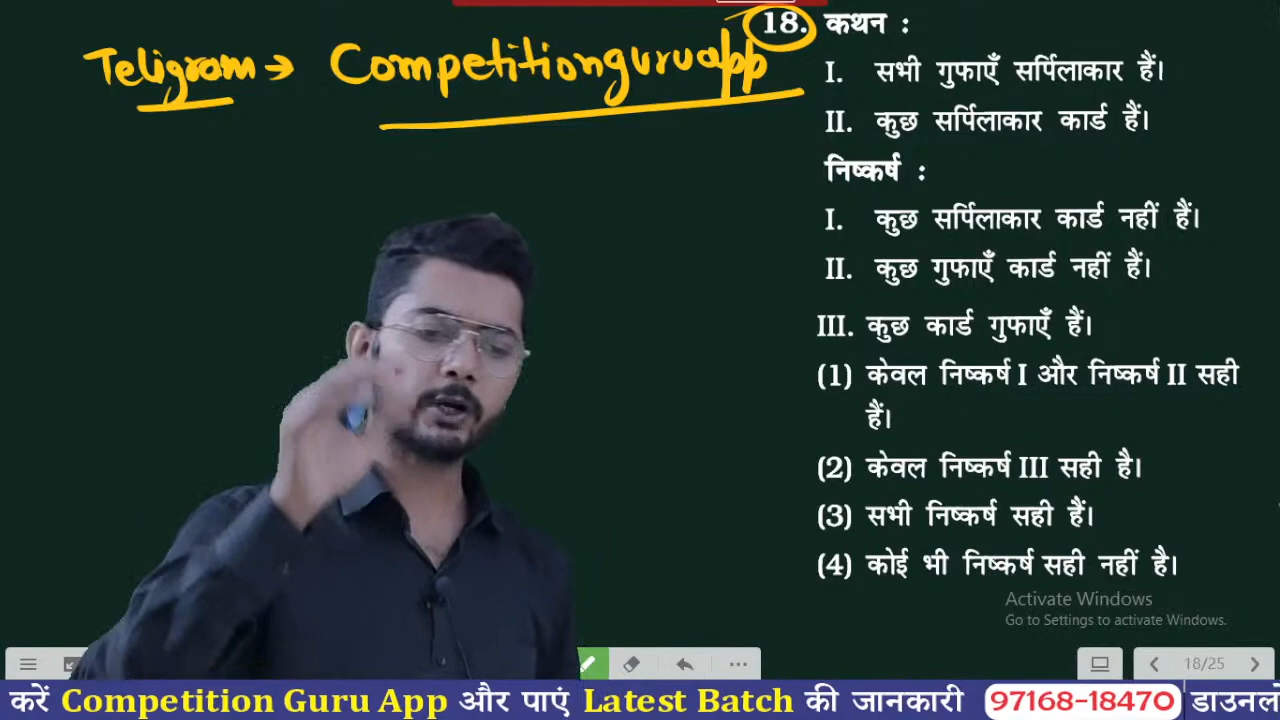 Teligram → Competitionguruapp
18. कथन :
I. सभी गुफाएँ सर्पिलाकार हैं।
II. कुछ सर्पिलाकार कार्ड हैं।
निष्कर्ष :
I. कुछ सर्पिलाकार कार्ड नहीं हैं।
II. कुछ गुफाएँ कार्ड नहीं हैं।
III. कुछ कार्ड गुफाएँ हैं।
(1) केवल निष्कर्ष I और निष्कर्ष II सही
हैं।
(2) केवल निष्कर्ष III सही है।
(3) सभी निष्कर्ष सही हैं।
(4) कोई भी निष्कर्ष सही नहीं है।
Activate Windows
Go to Settings to activate Windows.
18/25
करें Competition Guru App और पाएं Latest Batch की जानकारी 97168-18470 डाउनलो